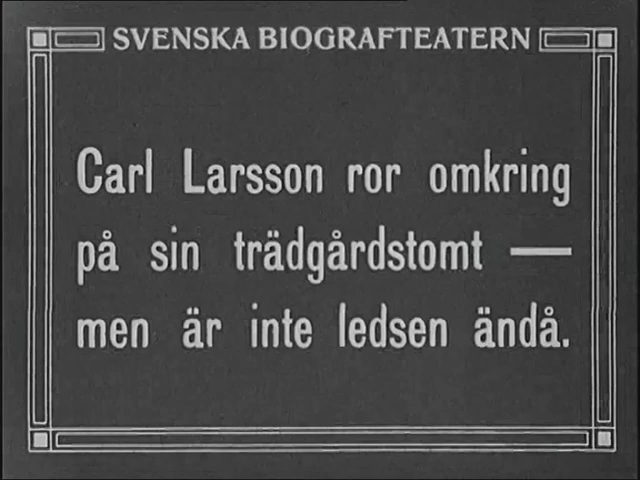 SVENSKA BIOGRAFTEATERN
Carl Larsson ror omkring
på sin trädgårdstomt —
men är inte ledsen ändå.